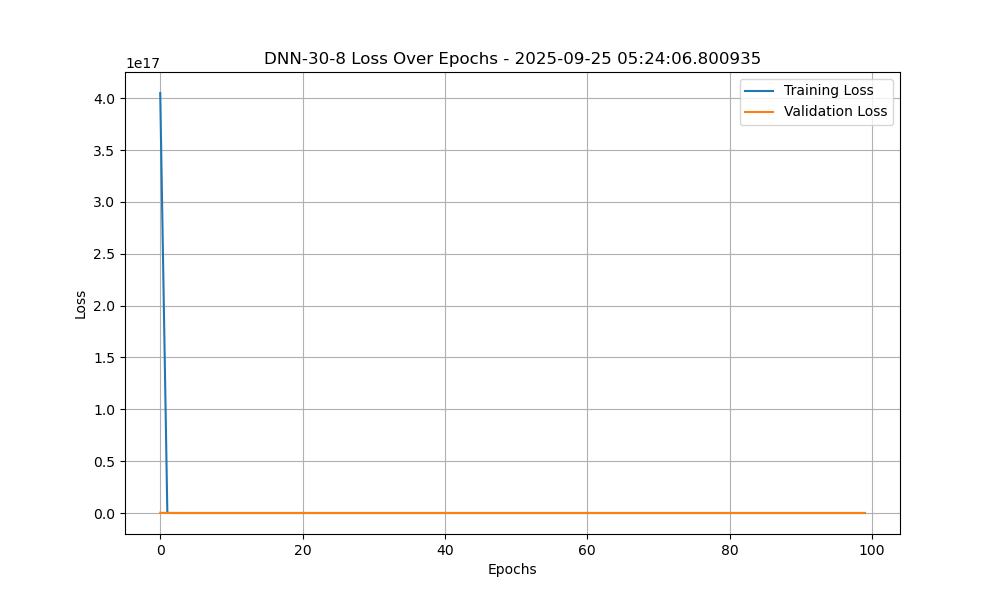 DNN-30-8 Loss Over Epochs - 2025-09-25 05:24:06.800935
1e17
Training Loss
Validation Loss
4.0
3.5
3.0
2.5
2.0
1.5
1.0
0.5
0.0
Loss
0 20 40 60 80 100
Epochs